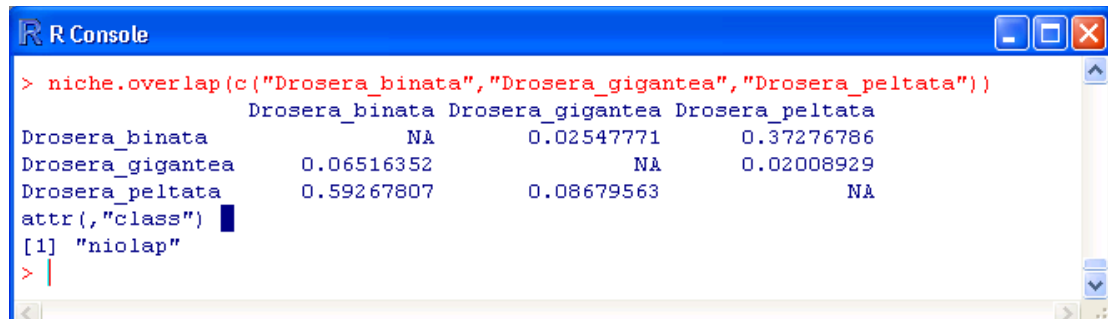 R R Console
> niche.overlap(c("Drosera_binata","Drosera_gigantea","Drosera_peltata"))
Drosera_binata Drosera_gigantea Drosera_peltata
Drosera_binata NA 0.02547771 0.37276786
Drosera_gigantea 0.06516352 NA 0.02008929
Drosera_peltata 0.59267807 0.08679563 NA
attr(,"class")
[1] "niolap"
>